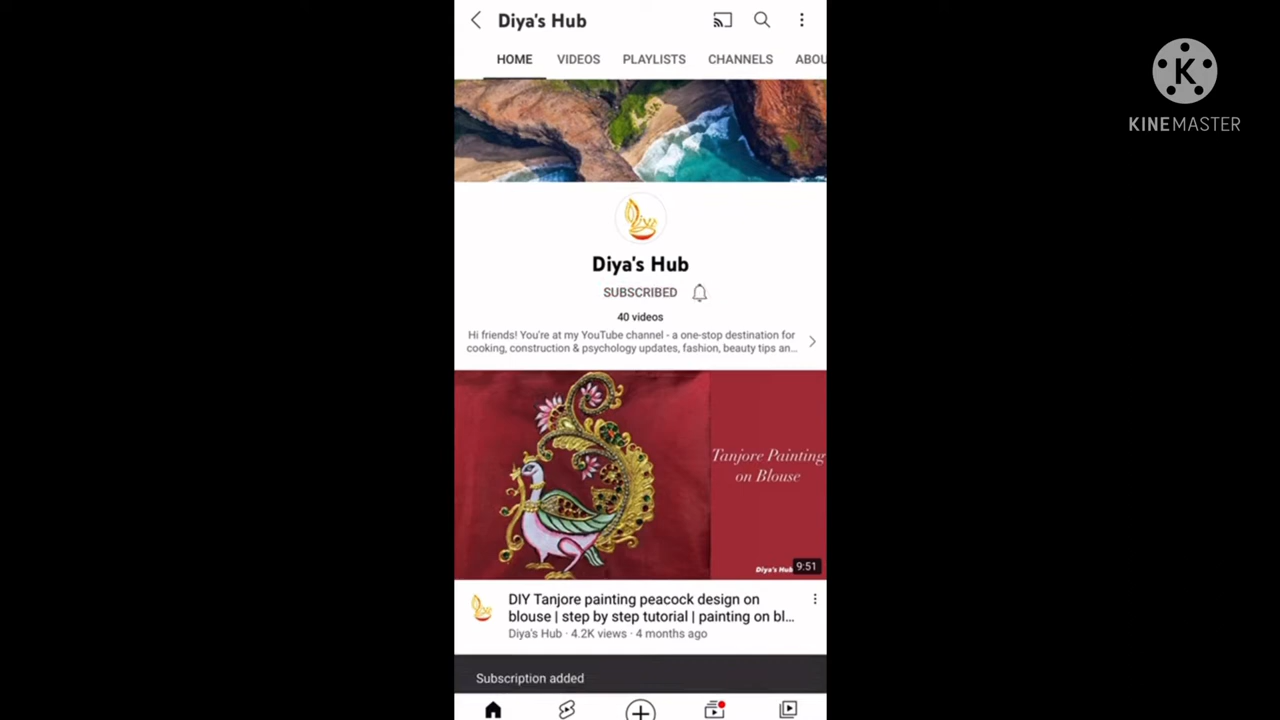 Diya's Hub
HOME VIDEOS PLAYLISTS CHANNELS ABOU
K
KINEMASTER
Diya
Diya's Hub
SUBSCRIBED
40 videos
Hi friends! You're at my YouTube channel - a one-stop destination for
cooking, construction & psychology updates, fashion, beauty tips an...
Tanjore Painting
on Blouse
Diya's Hub 9:51
DIY Tanjore painting peacock design on
blouse | step by step tutorial | painting on bl...
Diya's Hub · 4.2K views · 4 months ago
Subscription added